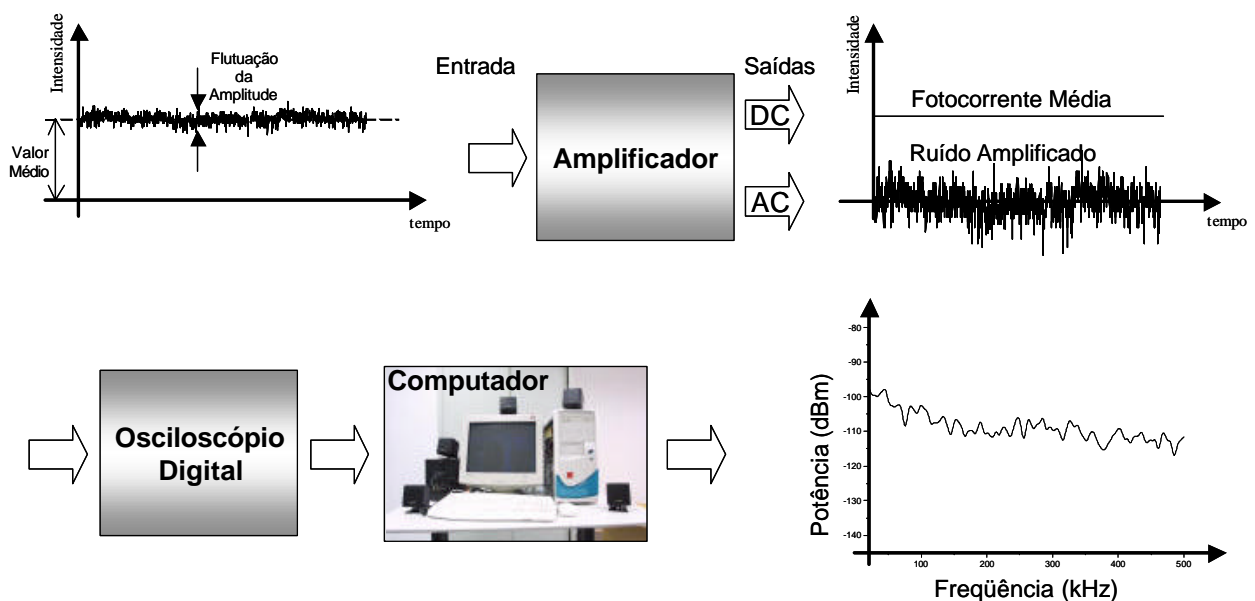 Intensidade
Flutuação
da
Amplitude
Valor
Médio
tempo
Entrada
Amplificador
Saídas
DC
AC
Intensidade
Fotocorrente Média
Ruído Amplificado
tempo
Osciloscópio
Digital
Computador
Potência (dBm)
-80
-90
-100
-110
-120
-130
-140
100
200
300
400
500
Freqüência (kHz)